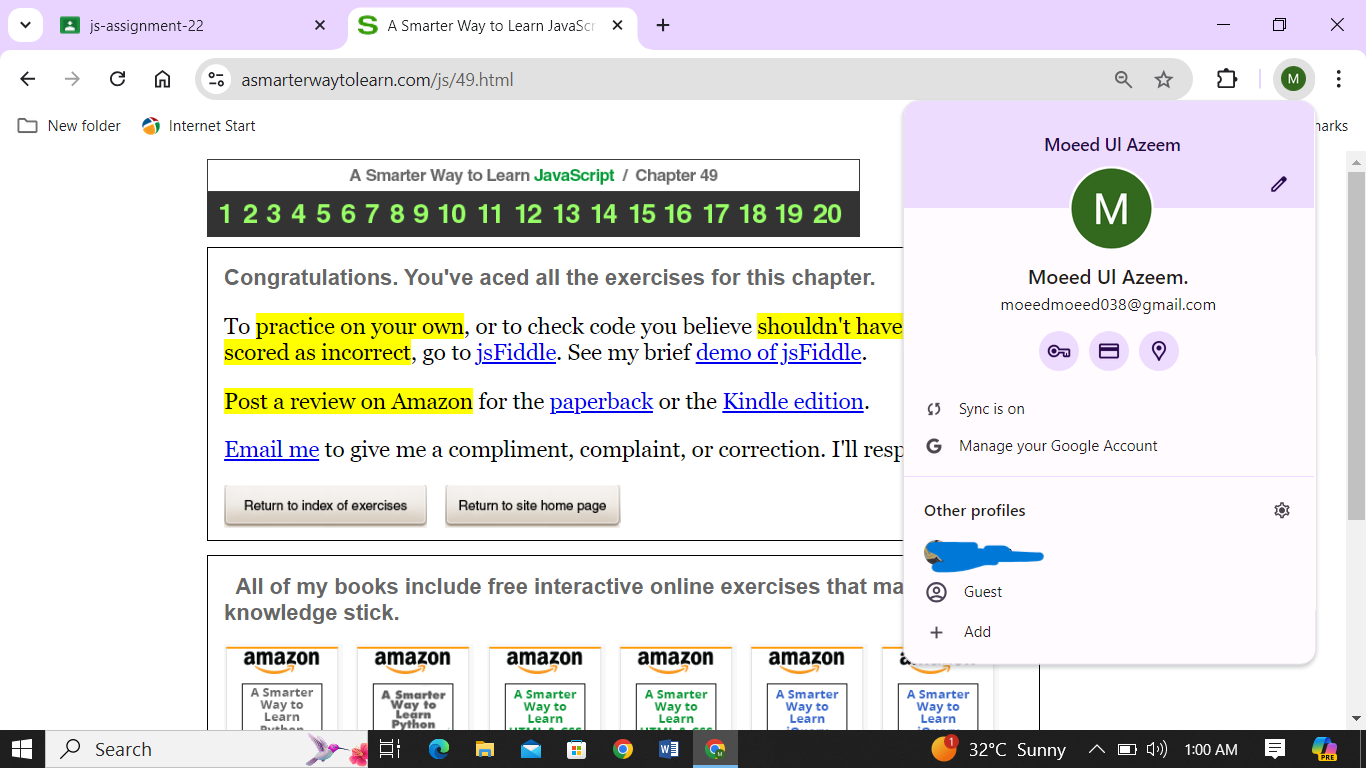 js-assignment-22
A Smarter Way to Learn JavaScr
asmarterwaytolearn.com/js/49.html
M
New folder
Internet Start
A Smarter Way to Learn JavaScript / Chapter 49
1 2 3 4 5 6 7 8 9 10 11 12 13 14 15 16 17 18 19 20
Congratulations. You've aced all the exercises for this chapter.
To practice on your own, or to check code you believe shouldn't have
scored as incorrect, go to jsFiddle. See my brief demo of jsFiddle.
Post a review on Amazon for the paperback or the Kindle edition.
Email me to give me a compliment, complaint, or correction. I'll resp
Return to index of exercises
Return to site home page
All of my books include free interactive online exercises that ma
knowledge stick.
amazon amazon amazon amazon amazon amazon
A Smarter
Way to
Learn
Python
A Smarter
Way to
Learn
Python
A Smarter
Way to
Learn
HTML & CSS
A Smarter
Way to
Learn
HTML & CSS
A Smarter
Way to
Learn
jQuery
A Smarter
Way to
Learn
jQuery
Moeed Ul Azeem
M
Moeed Ul Azeem.
moeedmoeed038@gmail.com
Sync is on
G Manage your Google Account
Other profiles
Guest
Add
Search
1
32°C Sunny
1:00 AM
PRE